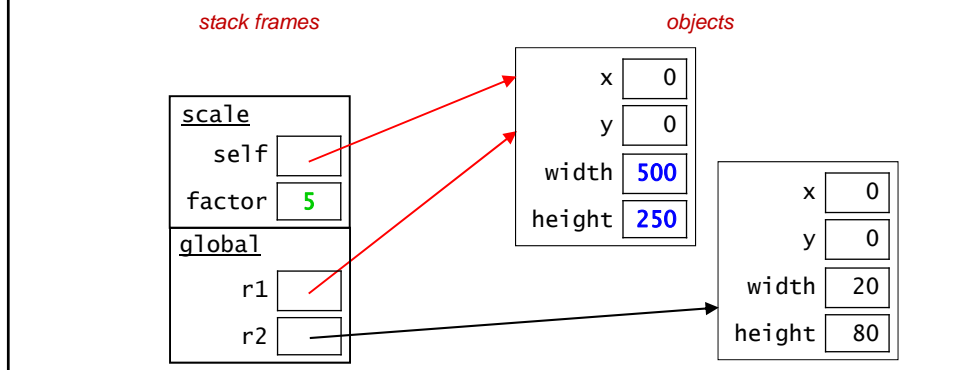 stack frames
objects
scale
self
factor 5
global
r1
r2
x 0
y 0
width 500
height 250
x 0
y 0
width 20
height 80